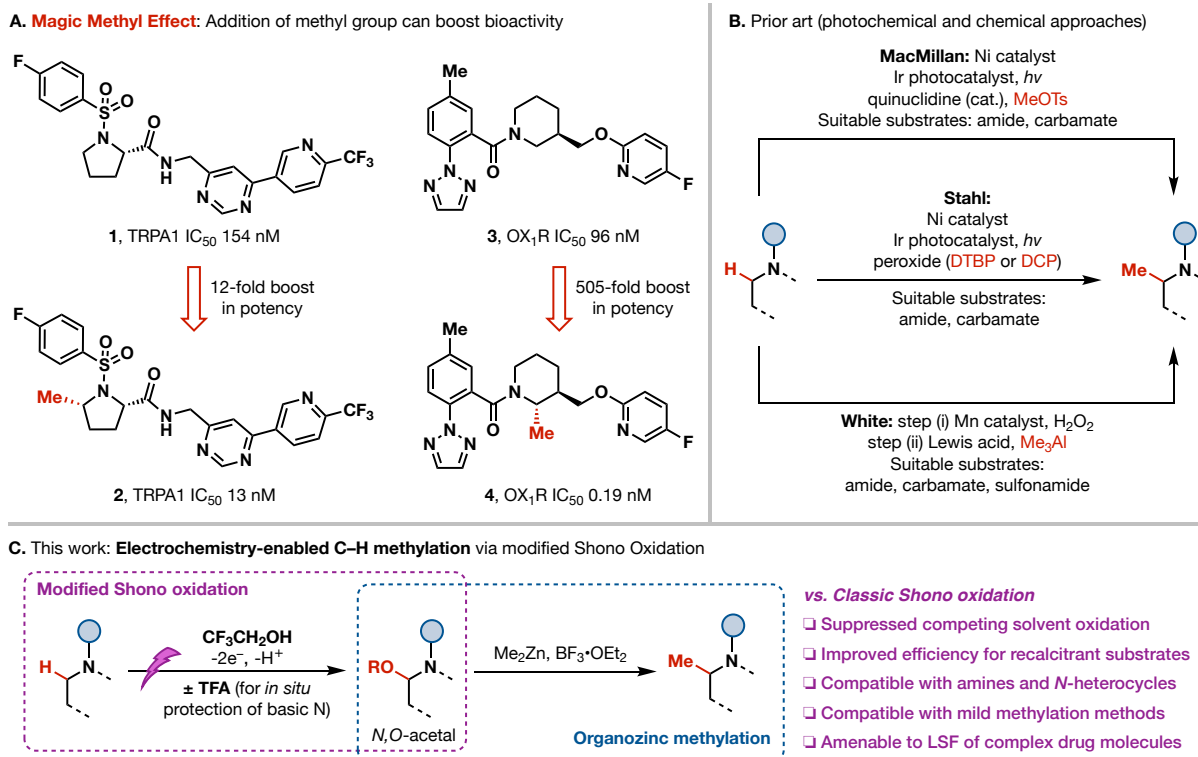 A. Magic Methyl Effect: Addition of methyl group can boost bioactivity
F
S
O
O
N
O
N
H
N
N
N
CF₃
1, TRPA1 IC₅₀ 154 nM
12-fold boost
in potency
F
S
O
O
Me
N
O
N
H
N
N
N
CF₃
2, TRPA1 IC₅₀ 13 nM
Me
N
O
O
N
F
N
N
N
3, OX₁R IC₅₀ 96 nM
505-fold boost
in potency
Me
N
O
Me
O
N
F
N
N
N
4, OX₁R IC₅₀ 0.19 nM
B. Prior art (photochemical and chemical approaches)
MacMillan: Ni catalyst
Ir photocatalyst, hv
quinuclidine (cat.), MeOTs
Suitable substrates: amide, carbamate
H
N
Stahl:
Ni catalyst
Ir photocatalyst, hv
peroxide (DTBP or DCP)
Suitable substrates:
amide, carbamate
Me
N
White: step (i) Mn catalyst, H₂O₂
step (ii) Lewis acid, Me₃Al
Suitable substrates:
amide, carbamate, sulfonamide
C. This work: Electrochemistry-enabled C–H methylation via modified Shono Oxidation
Modified Shono oxidation
H
N
CF₃CH₂OH
-2e⁻, -H⁺
± TFA (for in situ
protection of basic N)
RO
N
N,O-acetal
Me₂Zn, BF₃•OEt₂
Me
N
Organozinc methylation
vs. Classic Shono oxidation
❏ Suppressed competing solvent oxidation
❏ Improved efficiency for recalcitrant substrates
❏ Compatible with amines and N-heterocycles
❏ Compatible with mild methylation methods
❏ Amenable to LSF of complex drug molecules